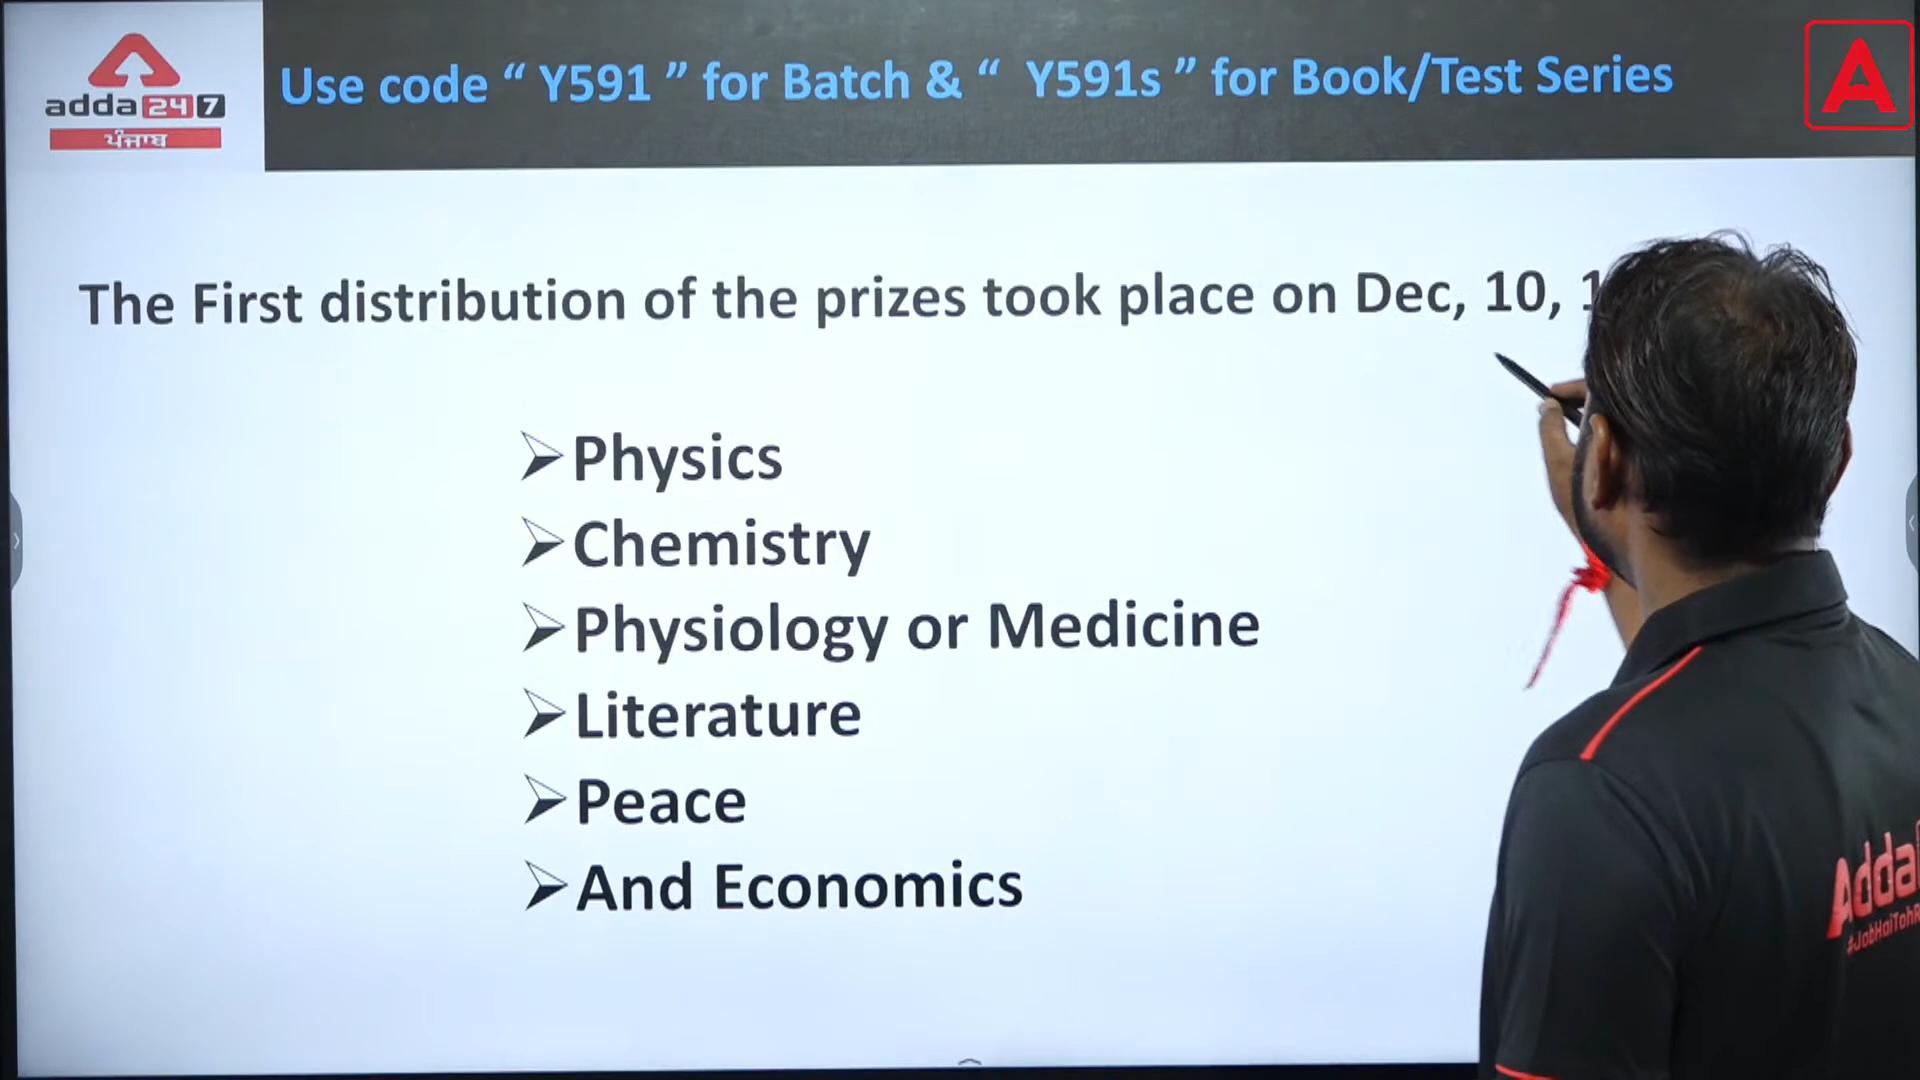 adda247
ਪੰਜਾਬ
Use code “ Y591 ” for Batch & “ Y591s ” for Book/Test Series
A
The First distribution of the prizes took place on Dec, 10, 1
➢Physics
➢Chemistry
➢Physiology or Medicine
➢Literature
➢Peace
➢And Economics
Adda